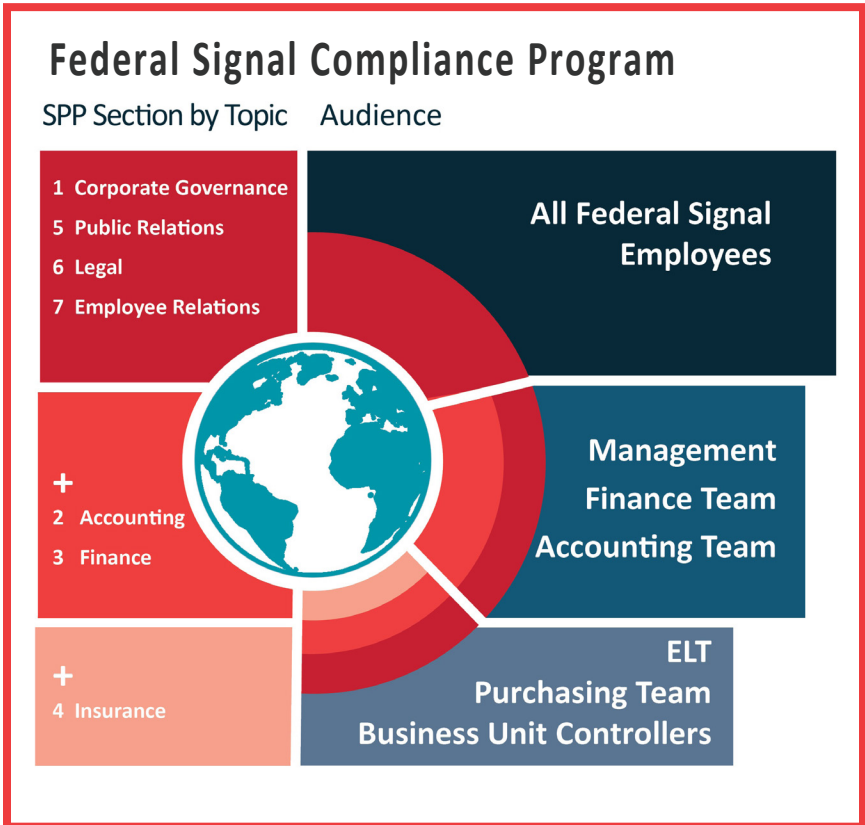 Federal Signal Compliance Program
SPP Section by Topic
Audience
1 Corporate Governance
5 Public Relations
6 Legal
7 Employee Relations
All Federal Signal
Employees
+
2 Accounting
3 Finance
Management
Finance Team
Accounting Team
+
4 Insurance
ELT
Purchasing Team
Business Unit Controllers